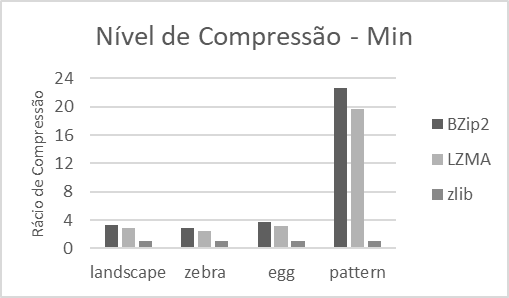 Nível de Compressão - Min
Rácio de Compressão
24
20
16
12
8
4
0
landscape zebra egg pattern
BZip2
LZMA
zlib